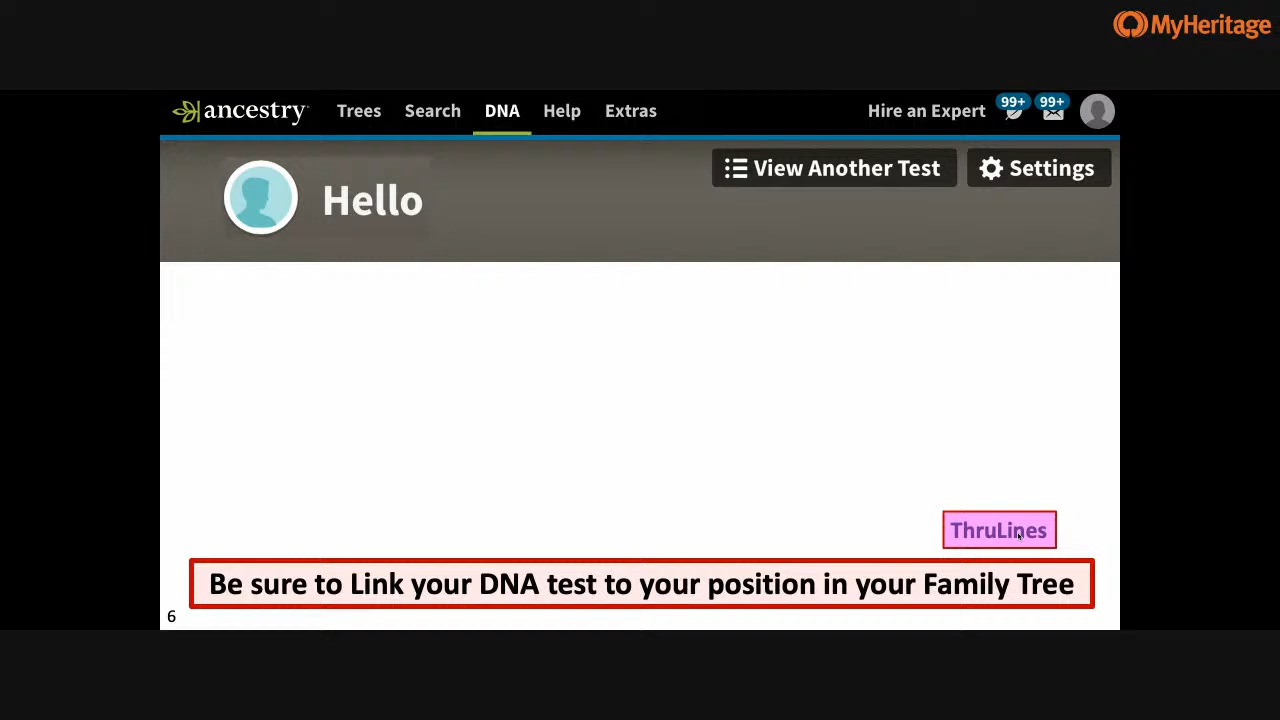 MyHeritage
ancestry Trees Search DNA Help Extras Hire an Expert 99+ 99+
View Another Test Settings
Hello
ThruLines
Be sure to Link your DNA test to your position in your Family Tree
6